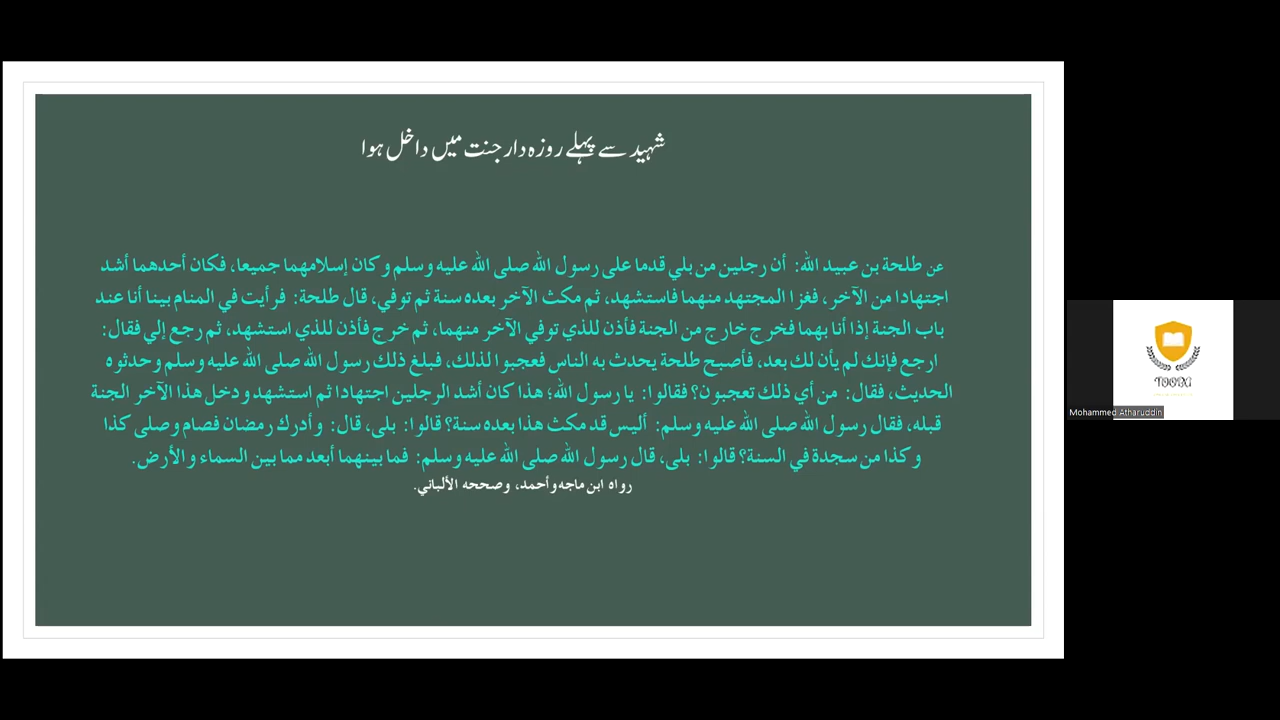 شہید سے پہلے روزہ دار جنت میں داخل ہوا
عن طلحة بن عبيد الله: أن رجلين من بلي قدما على رسول الله صلى الله عليه وسلم وكان إسلامهما جميعا، فكان أحدهما أشد
اجتهادا من الآخر، فغزا المجتهد منهما فاستشهد، ثم مكث الآخر بعده سنة ثم توفي، قال طلحة: فرأيت في المنام بينا أنا عند
باب الجنة إذا أنا بهما فخرج خارج من الجنة فأذن للذي توفي الآخر منهما، ثم خرج فأذن للذي استشهد، ثم رجع إلي فقال:
ارجع فإنك لم يأن لك بعد، فأصبح طلحة يحدث به الناس فعجبوا لذلك، فبلغ ذلك رسول الله صلى الله عليه وسلم وحدثوه
الحديث، فقال: من أي ذلك تعجبون؟ فقالوا: يا رسول الله؛ هذا كان أشد الرجلين اجتهادا ثم استشهد ودخل هذا الآخر الجنة
قبله، فقال رسول الله صلى الله عليه وسلم: أليس قد مكث هذا بعده سنة؟ قالوا: بلى، قال: وأدرك رمضان فصام وصلى كذا
وكذا من سجدة في السنة؟ قالوا: بلى، قال رسول الله صلى الله عليه وسلم: فما بينهما أبعد مما بين السماء والأرض.
رواه ابن ماجه وأحمد، وصححه الألباني.
Mohammed Atharuddin